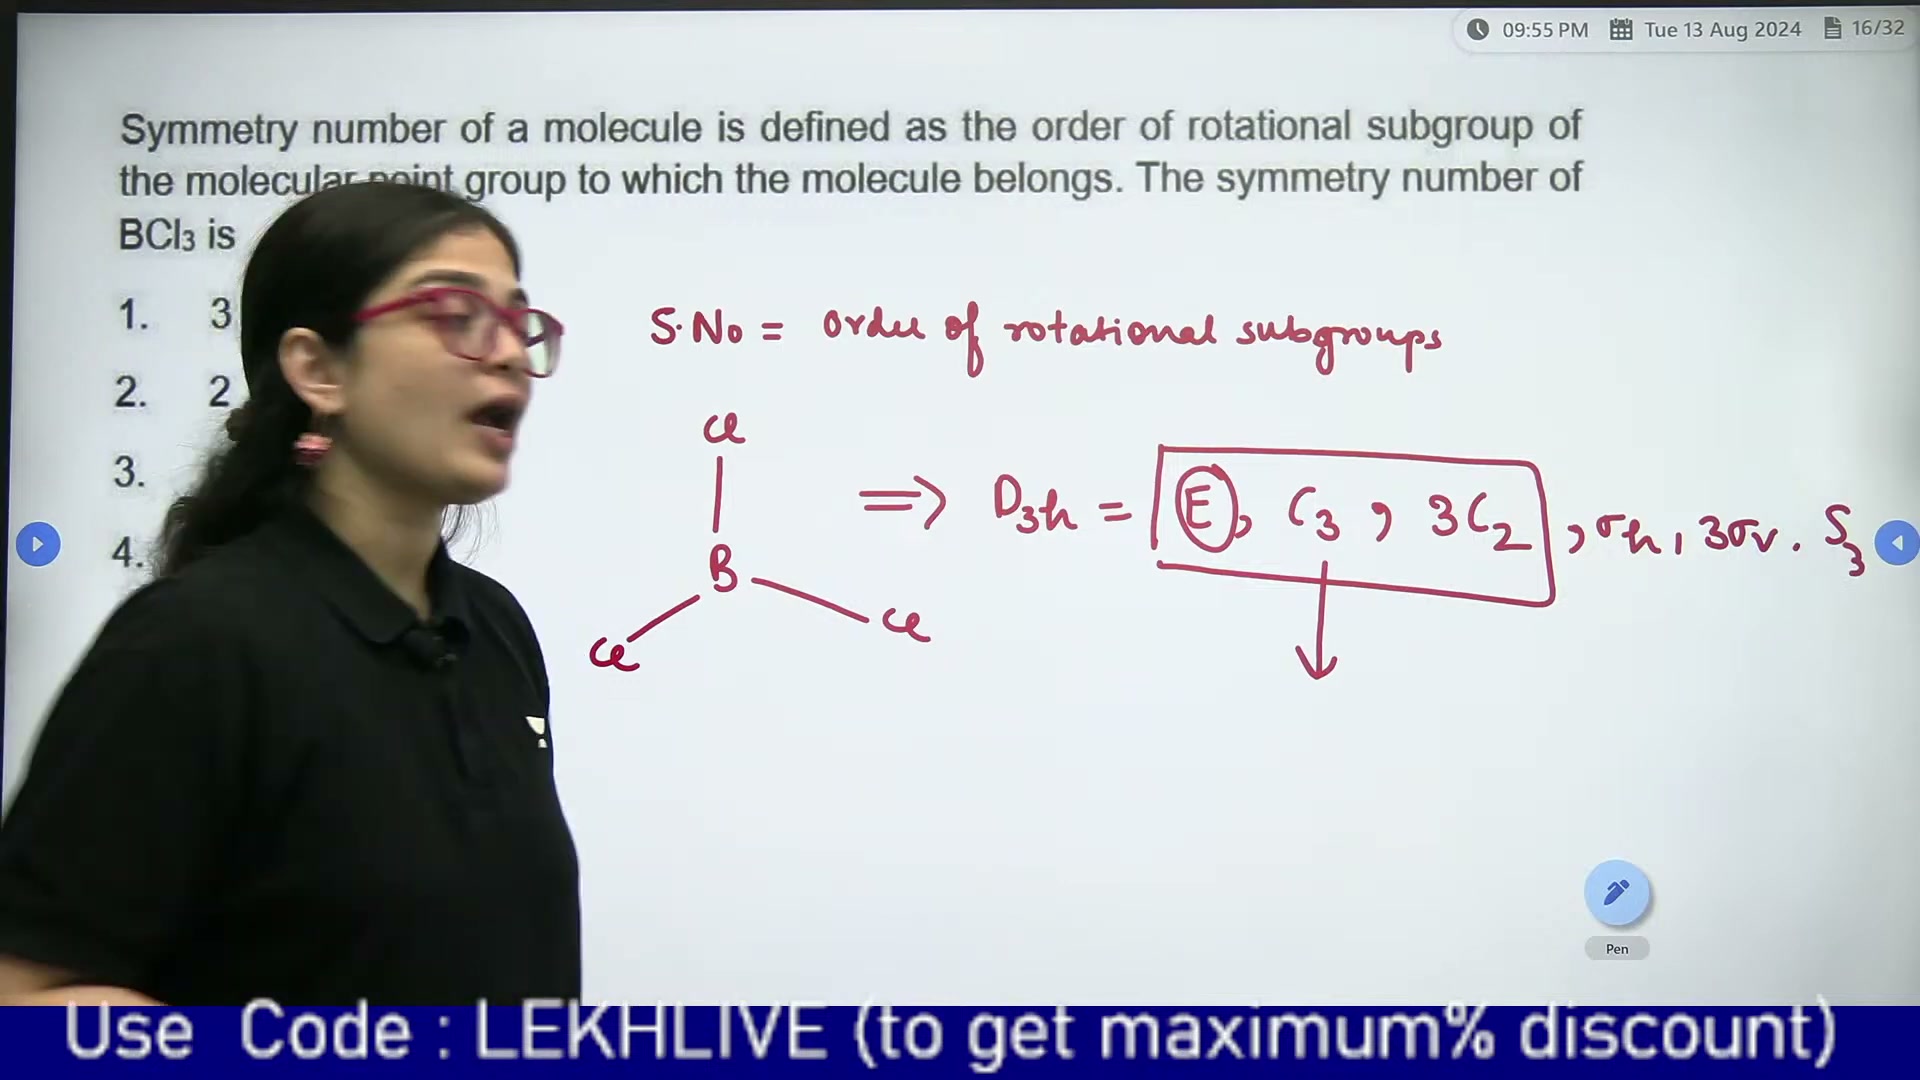 09:55 PM Tue 13 Aug 2024 16/32
Symmetry number of a molecule is defined as the order of rotational subgroup of
the molecular point group to which the molecule belongs. The symmetry number of
BCl₃ is
1. 3
2. 2
3.
4.
S.No = order of rotational subgroups
Cl
B
Cl
Cl
⇒ D₃h = E, C₃, 3C₂, σh, 3σv. S₃
Pen
Use Code : LEKHLIVE (to get maximum% discount)